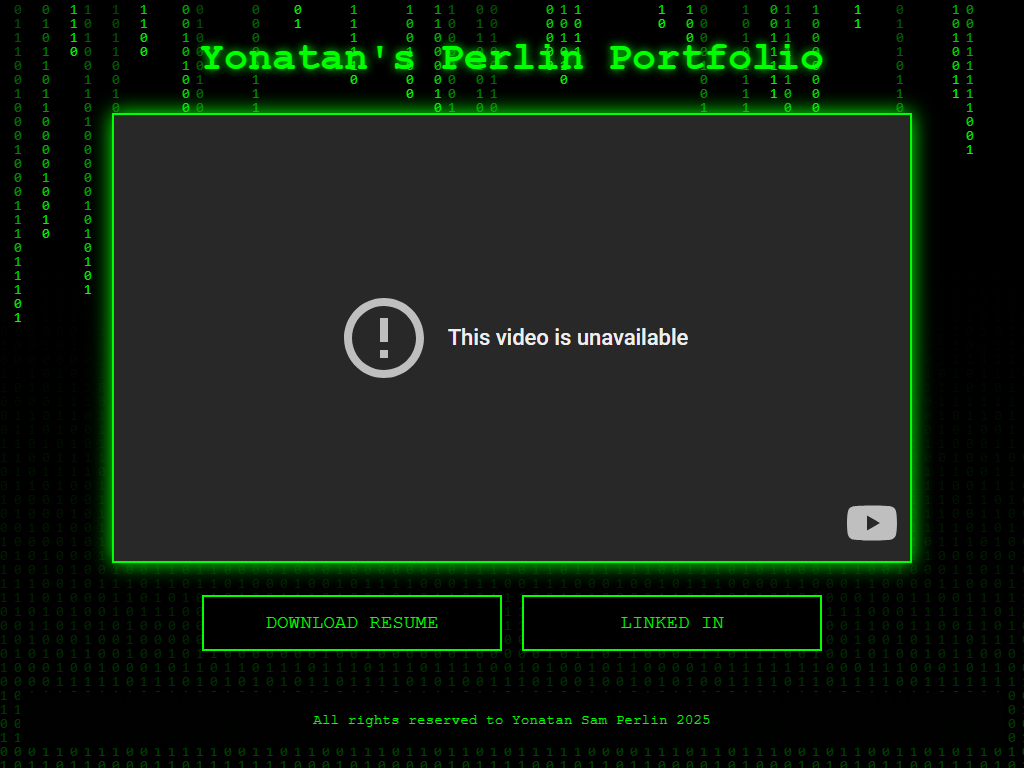 Yonatan's Perlin Portfolio
This video is unavailable
DOWNLOAD RESUME
LINKED IN
All rights reserved to Yonatan Sam Perlin 2025